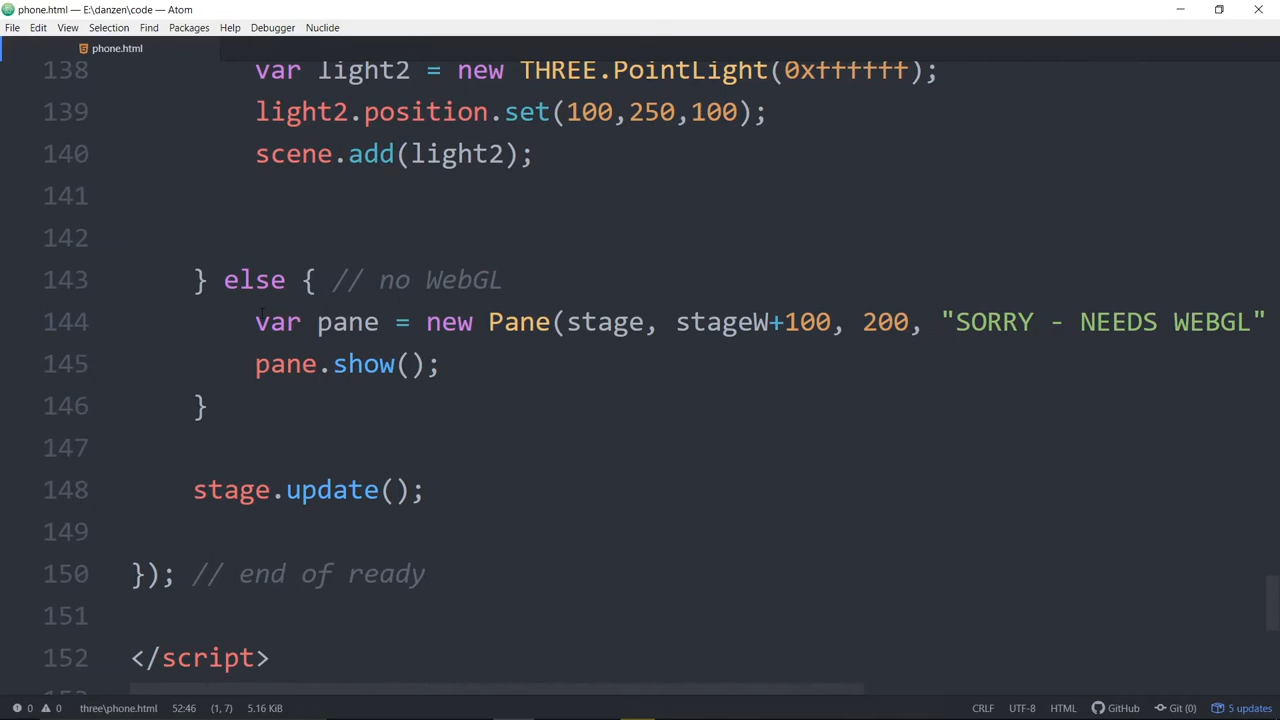 phone.html — E:\danzen\code — Atom
File Edit View Selection Find Packages Help Debugger Nuclide
phone.html
138 var light2 = new THREE.PointLight(0xffffff);
139 light2.position.set(100,250,100);
140 scene.add(light2);
141
142
143 } else { // no WebGL
144 var pane = new Pane(stage, stageW+100, 200, "SORRY - NEEDS WEBGL"
145 pane.show();
146 }
147
148 stage.update();
149
150 }); // end of ready
151
152 </script>
0 0 three\phone.html 52:46 (1, 7) 5.16 KiB CRLF UTF-8 HTML GitHub Git (0) 5 updates